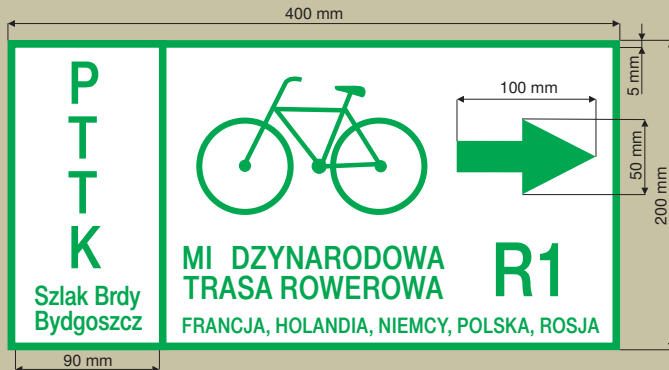 400 mm
5 mm
P
T
T
K
Szlak Brdy
Bydgoszcz
100 mm
50 mm
200 mm
MI DZYNARODOWA
TRASA ROWEROWA
R1
FRANCJA, HOLANDIA, NIEMCY, POLSKA, ROSJA
90 mm